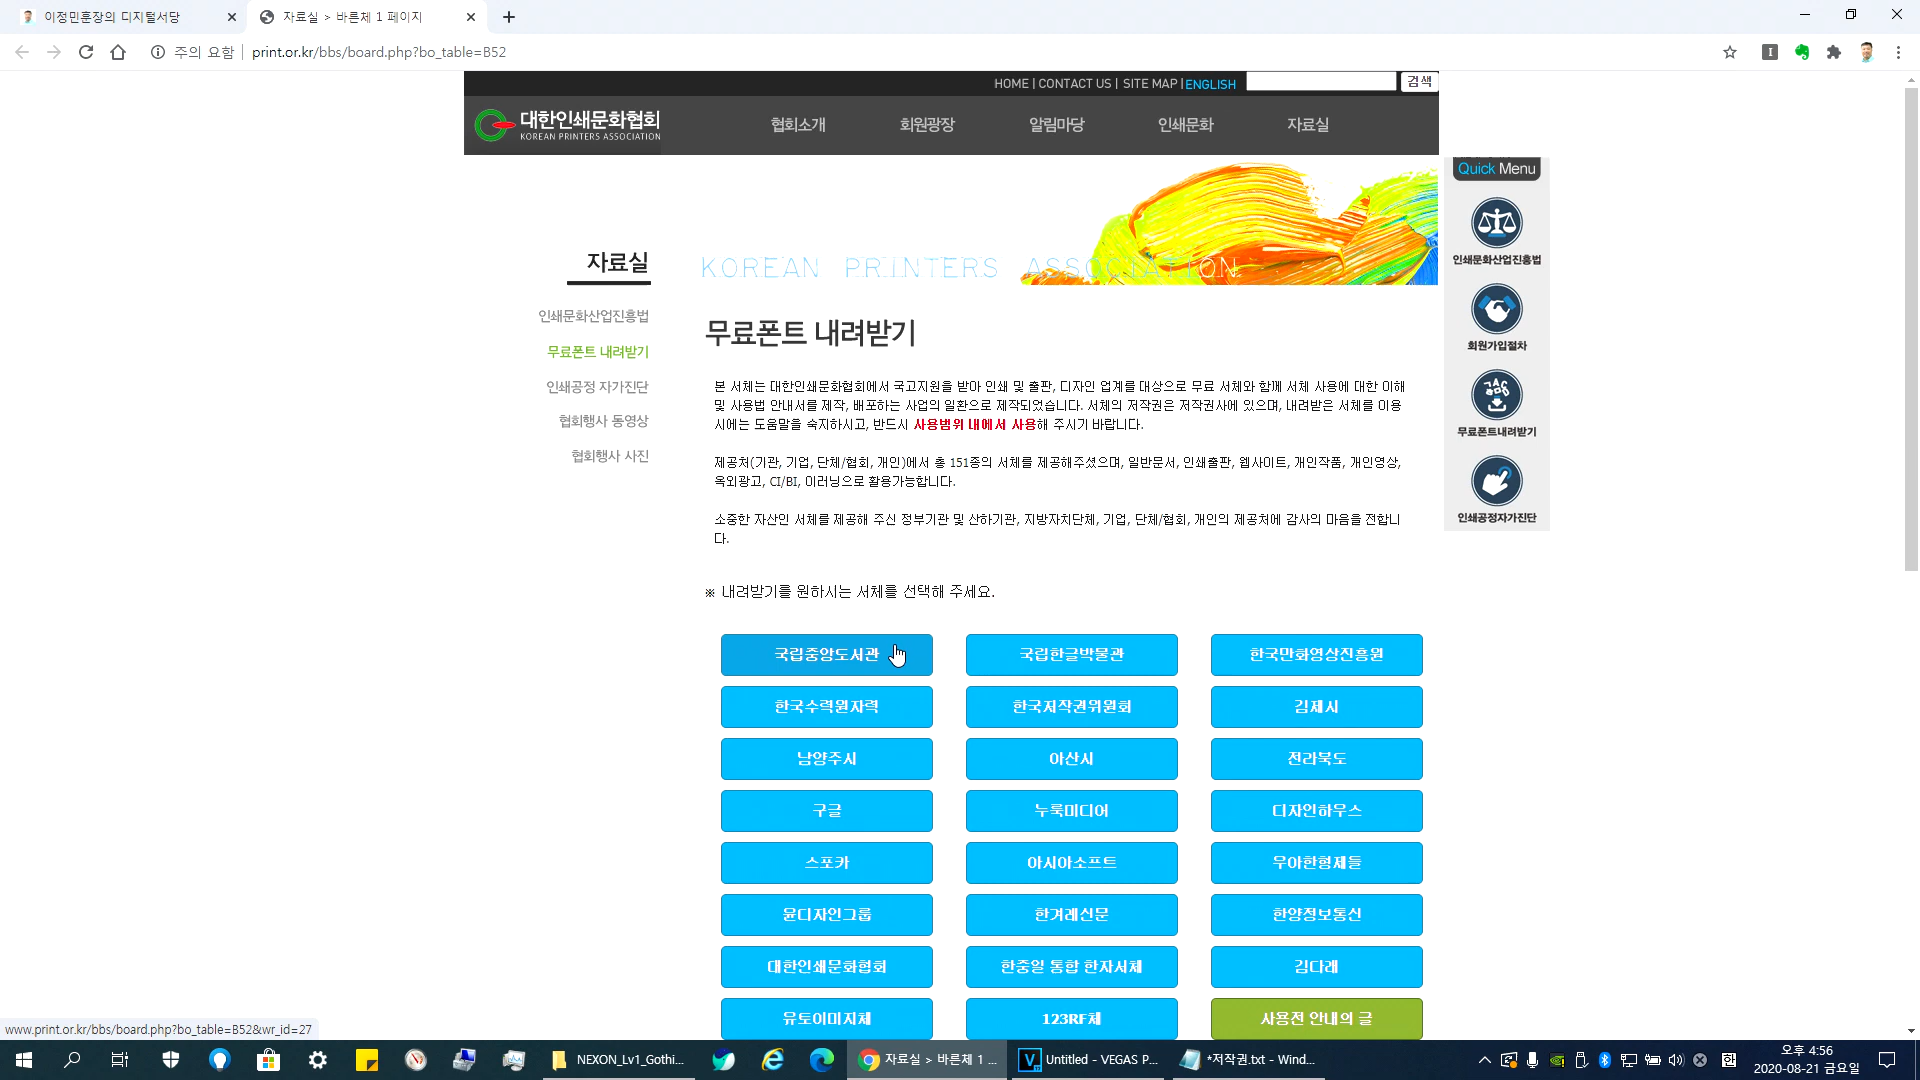 이정민훈장의 디지털서당
자료실 > 바른체 1 페이지
주의 요함
print.or.kr/bbs/board.php?bo_table=B52
HOME | CONTACT US | SITE MAP | ENGLISH
검색
대한인쇄문화협회
KOREAN PRINTERS ASSOCIATION
협회소개
회원광장
알림마당
인쇄문화
자료실
Quick Menu
인쇄문화산업진흥법
회원가입절차
무료폰트내려받기
인쇄공정자가진단
자료실
KOREAN PRINTERS ASSOCIATION
인쇄문화산업진흥법
무료폰트 내려받기
인쇄공정 자가진단
협회행사 동영상
협회행사 사진
무료폰트 내려받기
본 서체는 대한인쇄문화협회에서 국고지원을 받아 인쇄 및 출판, 디자인 업계를 대상으로 무료 서체와 함께 서체 사용에 대한 이해
및 사용법 안내서를 제작, 배포하는 사업의 일환으로 제작되었습니다. 서체의 저작권은 저작권사에 있으며, 내려받은 서체를 이용
시에는 도움말을 숙지하시고, 반드시 사용범위 내에서 사용해 주시기 바랍니다.
제공처(기관, 기업, 단체/협회, 개인)에서 총 151종의 서체를 제공해주셨으며, 일반문서, 인쇄출판, 웹사이트, 개인작품, 개인영상,
옥외광고, CI/BI, 이러닝으로 활용가능합니다.
소중한 자산인 서체를 제공해 주신 정부기관 및 산하기관, 지방자치단체, 기업, 단체/협회, 개인의 제공처에 감사의 마음을 전합니
다.
※ 내려받기를 원하시는 서체를 선택해 주세요.
국립중앙도서관
국립한글박물관
한국만화영상진흥원
한국수력원자력
한국저작권위원회
김제시
남양주시
아산시
전라북도
구글
누룩미디어
디자인하우스
스포카
아시아소프트
우아한형제들
윤디자인그룹
한겨레신문
한양정보통신
대한인쇄문화협회
한중일 통합 한자서체
김다래
유토이미지체
123RF체
사용전 안내의 글
www.print.or.kr/bbs/board.php?bo_table=B52&wr_id=27
NEXON_Lv1_Gothi...
자료실 > 바른체 1 ...
Untitled - VEGAS P...
*저작권.txt - Wind...
한
오후 4:56
2020-08-21 금요일